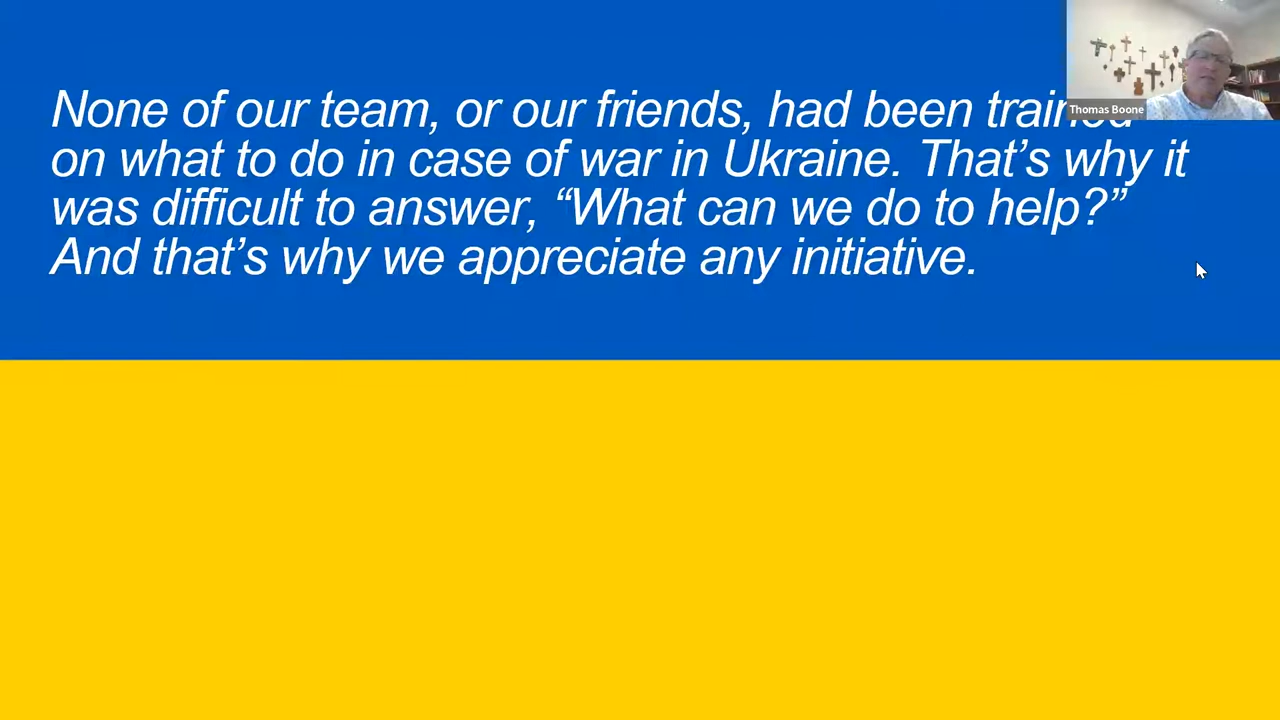 None of our team, or our friends, had been trained
on what to do in case of war in Ukraine. That’s why it
was difficult to answer, “What can we do to help?”
And that’s why we appreciate any initiative.
Thomas Boone